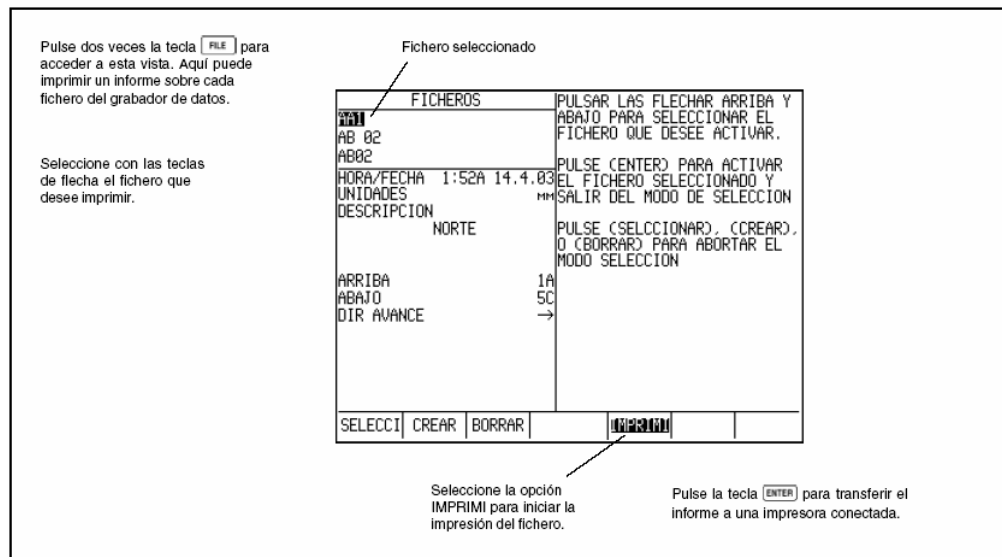 Pulse dos veces la tecla FILE para
acceder a esta vista. Aquí puede
imprimir un informe sobre cada
fichero del grabador de datos.
Seleccione con las teclas
de flecha el fichero que
desee imprimir.
Fichero seleccionado
FICHEROS
AA1
AB 02
AB02
HORA/FECHA 1:52A 14.4.03
UNIDADES MM
DESCRIPCION
NORTE
ARRIBA 1A
ABAJO 5C
DIR AVANCE →
PULSAR LAS FLECHAR ARRIBA Y
ABAJO PARA SELECCIONAR EL
FICHERO QUE DESEE ACTIVAR.
PULSE (ENTER) PARA ACTIVAR
EL FICHERO SELECCIONADO Y
SALIR DEL MODO DE SELECCION
PULSE (SELCCIONAR), (CREAR),
O (BORRAR) PARA ABORTAR EL
MODO SELECCION
SELECCI CREAR BORRAR IMPRIMI
Seleccione la opción
IMPRIMI para iniciar la
impresión del fichero.
Pulse la tecla ENTER para transferir el
informe a una impresora conectada.